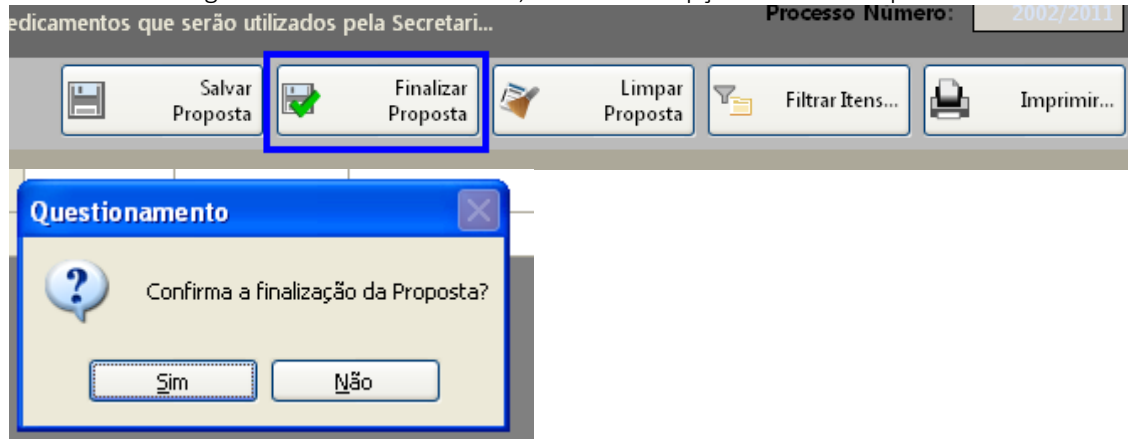 edicamentos que serão utilizados pela Secretari...
Processo Número:
2002/2011
Salvar
Proposta
Finalizar
Proposta
Limpar
Proposta
Filtrar Itens...
Imprimir...
Questionamento
Confirma a finalização da Proposta?
Sim
Não